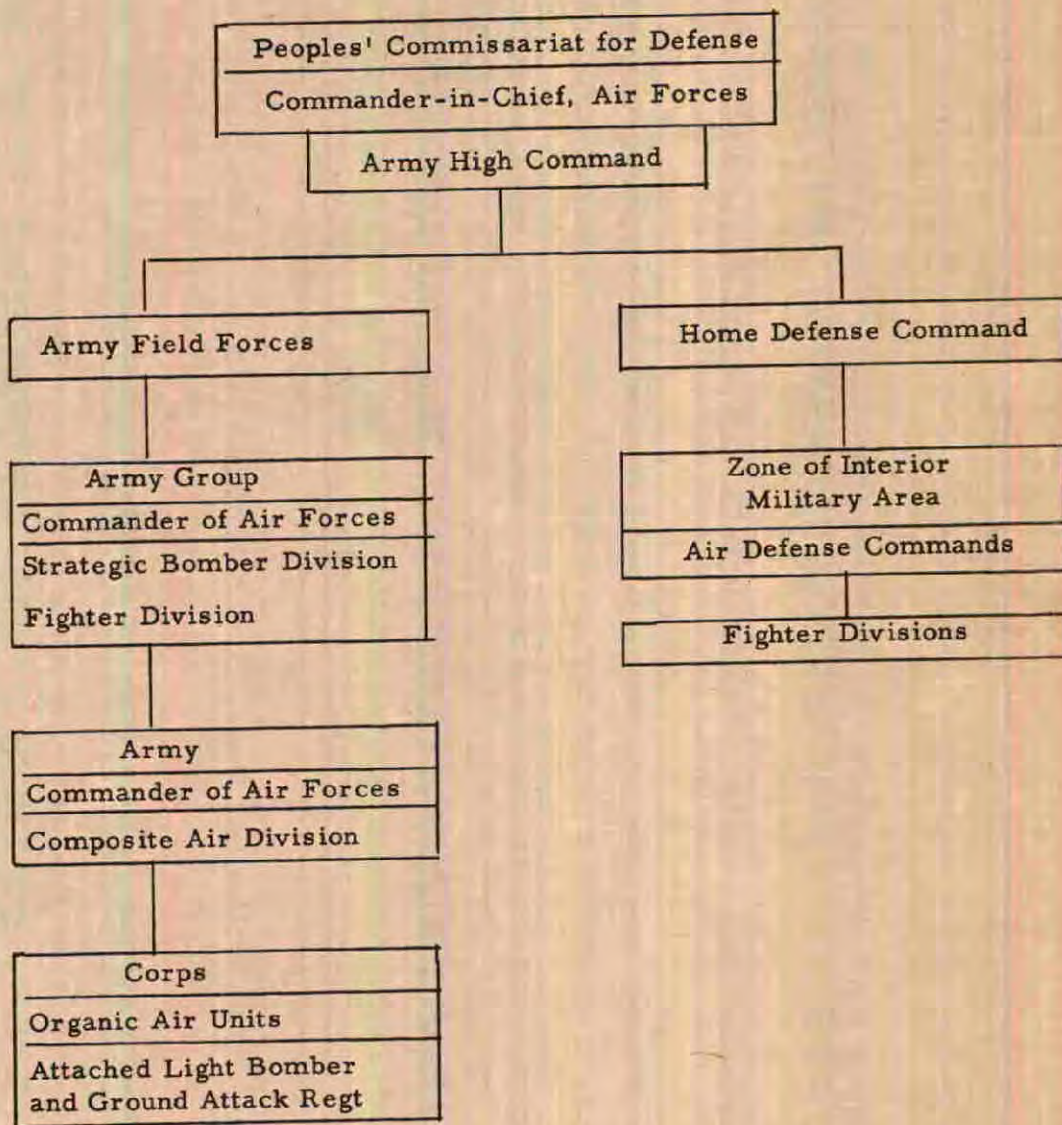 Peoples' Commissariat for Defense
Commander-in-Chief, Air Forces
Army High Command
Army Field Forces
Army Group
Commander of Air Forces
Strategic Bomber Division
Fighter Division
Army
Commander of Air Forces
Composite Air Division
Corps
Organic Air Units
Attached Light Bomber
and Ground Attack Regt
Home Defense Command
Zone of Interior
Military Area
Air Defense Commands
Fighter Divisions